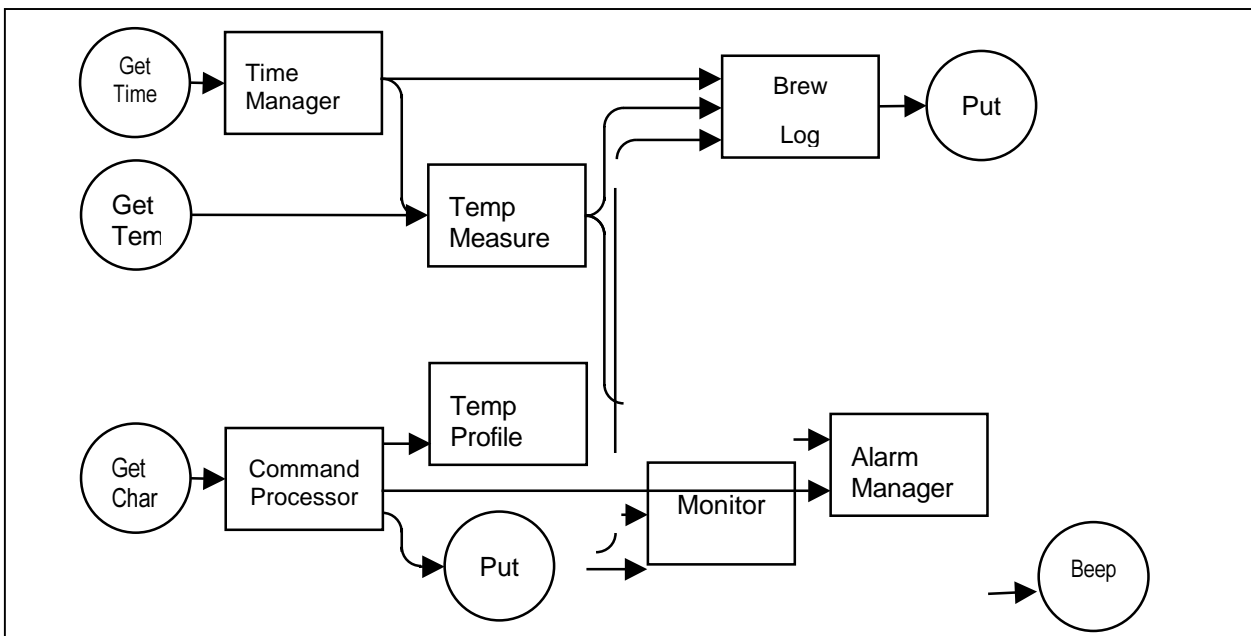 Get
Time
Time
Manager
Brew
Log
Put
Get
Tem
Temp
Measure
Temp
Profile
Get
Char
Command
Processor
Put
Monitor
Alarm
Manager
Beep